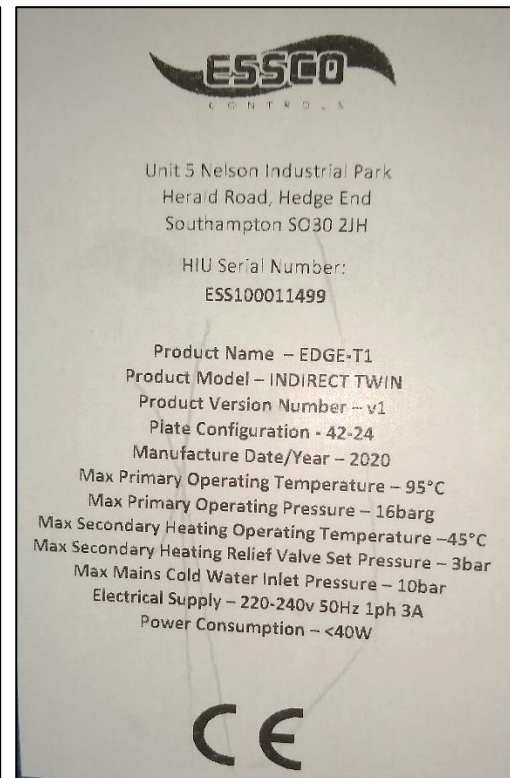 ESSCO
CONTROLS
Unit 5 Nelson Industrial Park
Herald Road, Hedge End
Southampton SO30 2JH
HIU Serial Number:
ESS100011499
Product Name – EDGE-T1
Product Model – INDIRECT TWIN
Product Version Number – v1
Plate Configuration - 42-24
Manufacture Date/Year – 2020
Max Primary Operating Temperature – 95°C
Max Primary Operating Pressure – 16barg
Max Secondary Heating Operating Temperature –45°C
Max Secondary Heating Relief Valve Set Pressure – 3bar
Max Mains Cold Water Inlet Pressure – 10bar
Electrical Supply – 220-240v 50Hz 1ph 3A
Power Consumption – <40W
CE